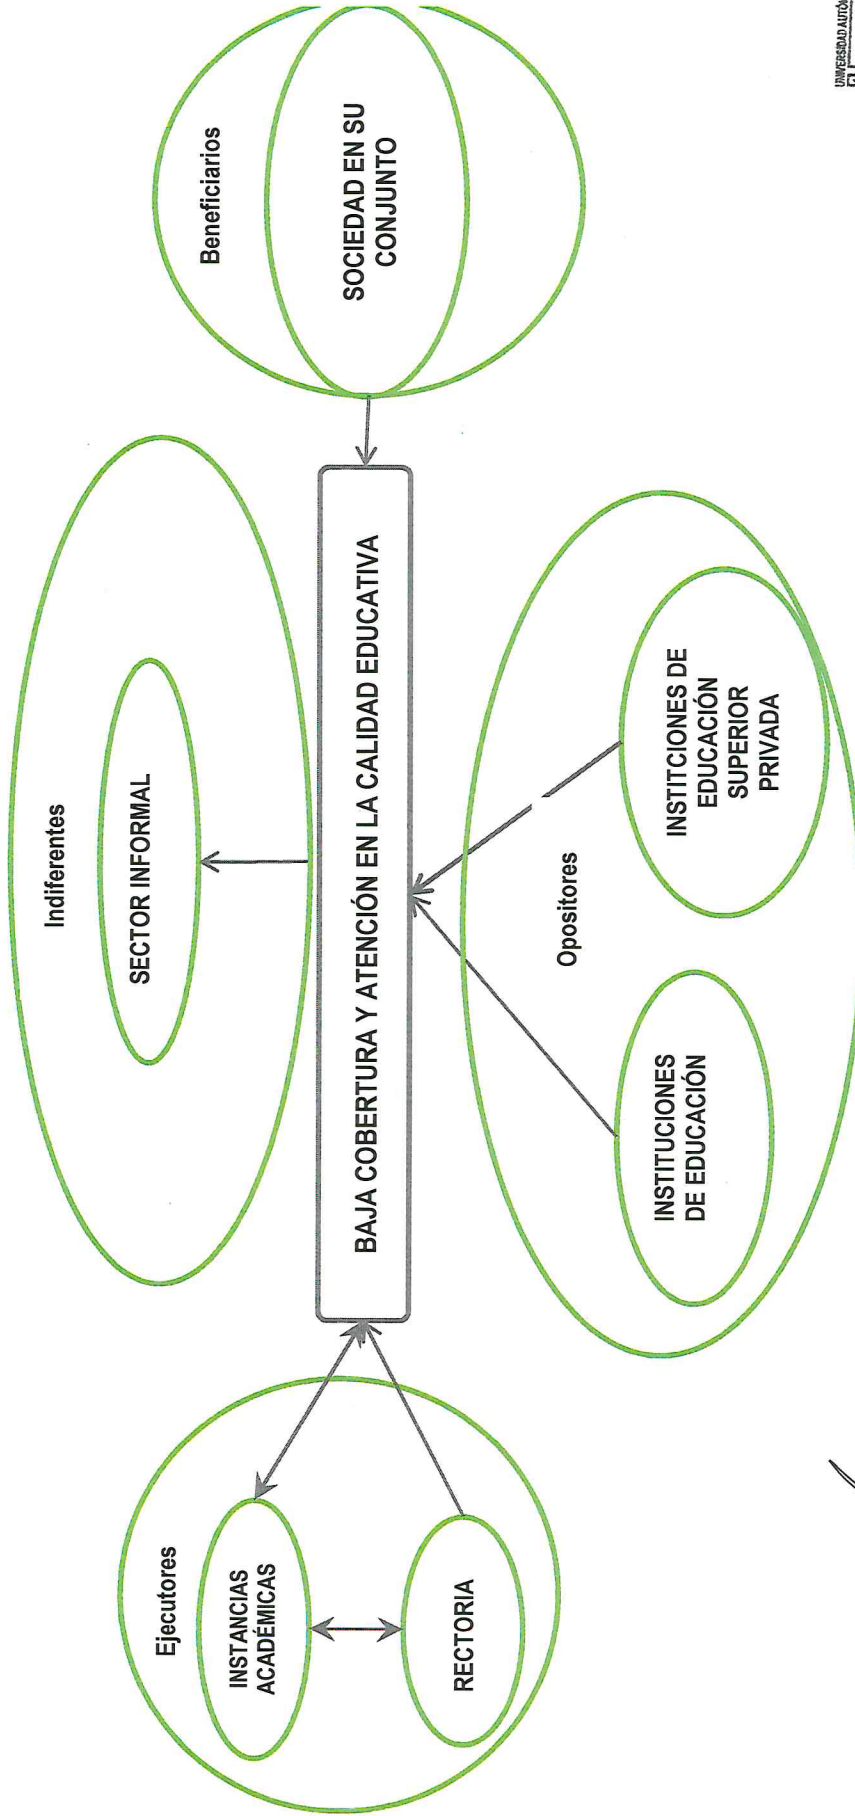 Ejecutores
INSTANCIAS
ACADÉMICAS
RECTORIA
Indiferentes
SECTOR INFORMAL
BAJA COBERTURA Y ATENCIÓN EN LA CALIDAD EDUCATIVA
Opositores
INSTITUCIONES
DE EDUCACIÓN
INSTITCIONES DE
EDUCACIÓN
SUPERIOR
PRIVADA
Beneficiarios
SOCIEDAD EN SU
CONJUNTO
UNIVERSIDAD